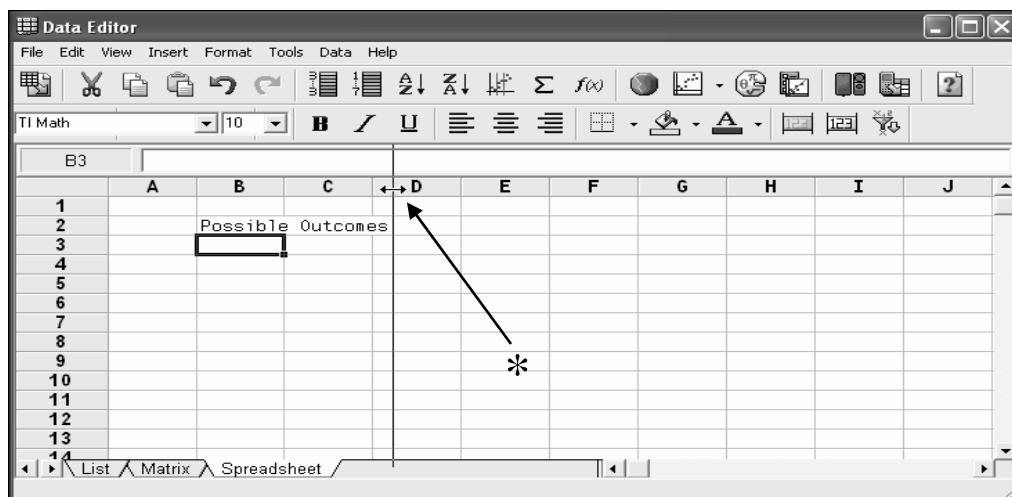 Data Editor
File Edit View Insert Format Tools Data Help
TI Math 10 B I U
B3
A B C D E F G H I J
1
2 Possible Outcomes
3
4
5
6
7
8
9
*
10
11
12
13
14
List Matrix Spreadsheet